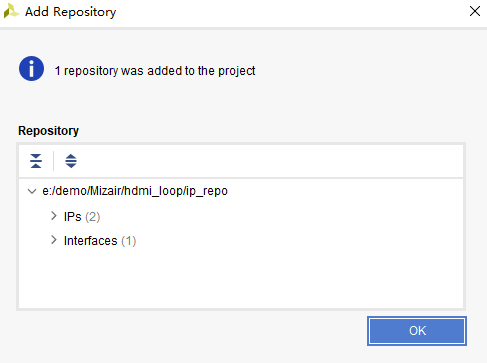 Add Repository
1 repository was added to the project
Repository
e:/demo/Mizair/hdmi_loop/ip_repo
IPs (2)
Interfaces (1)
OK